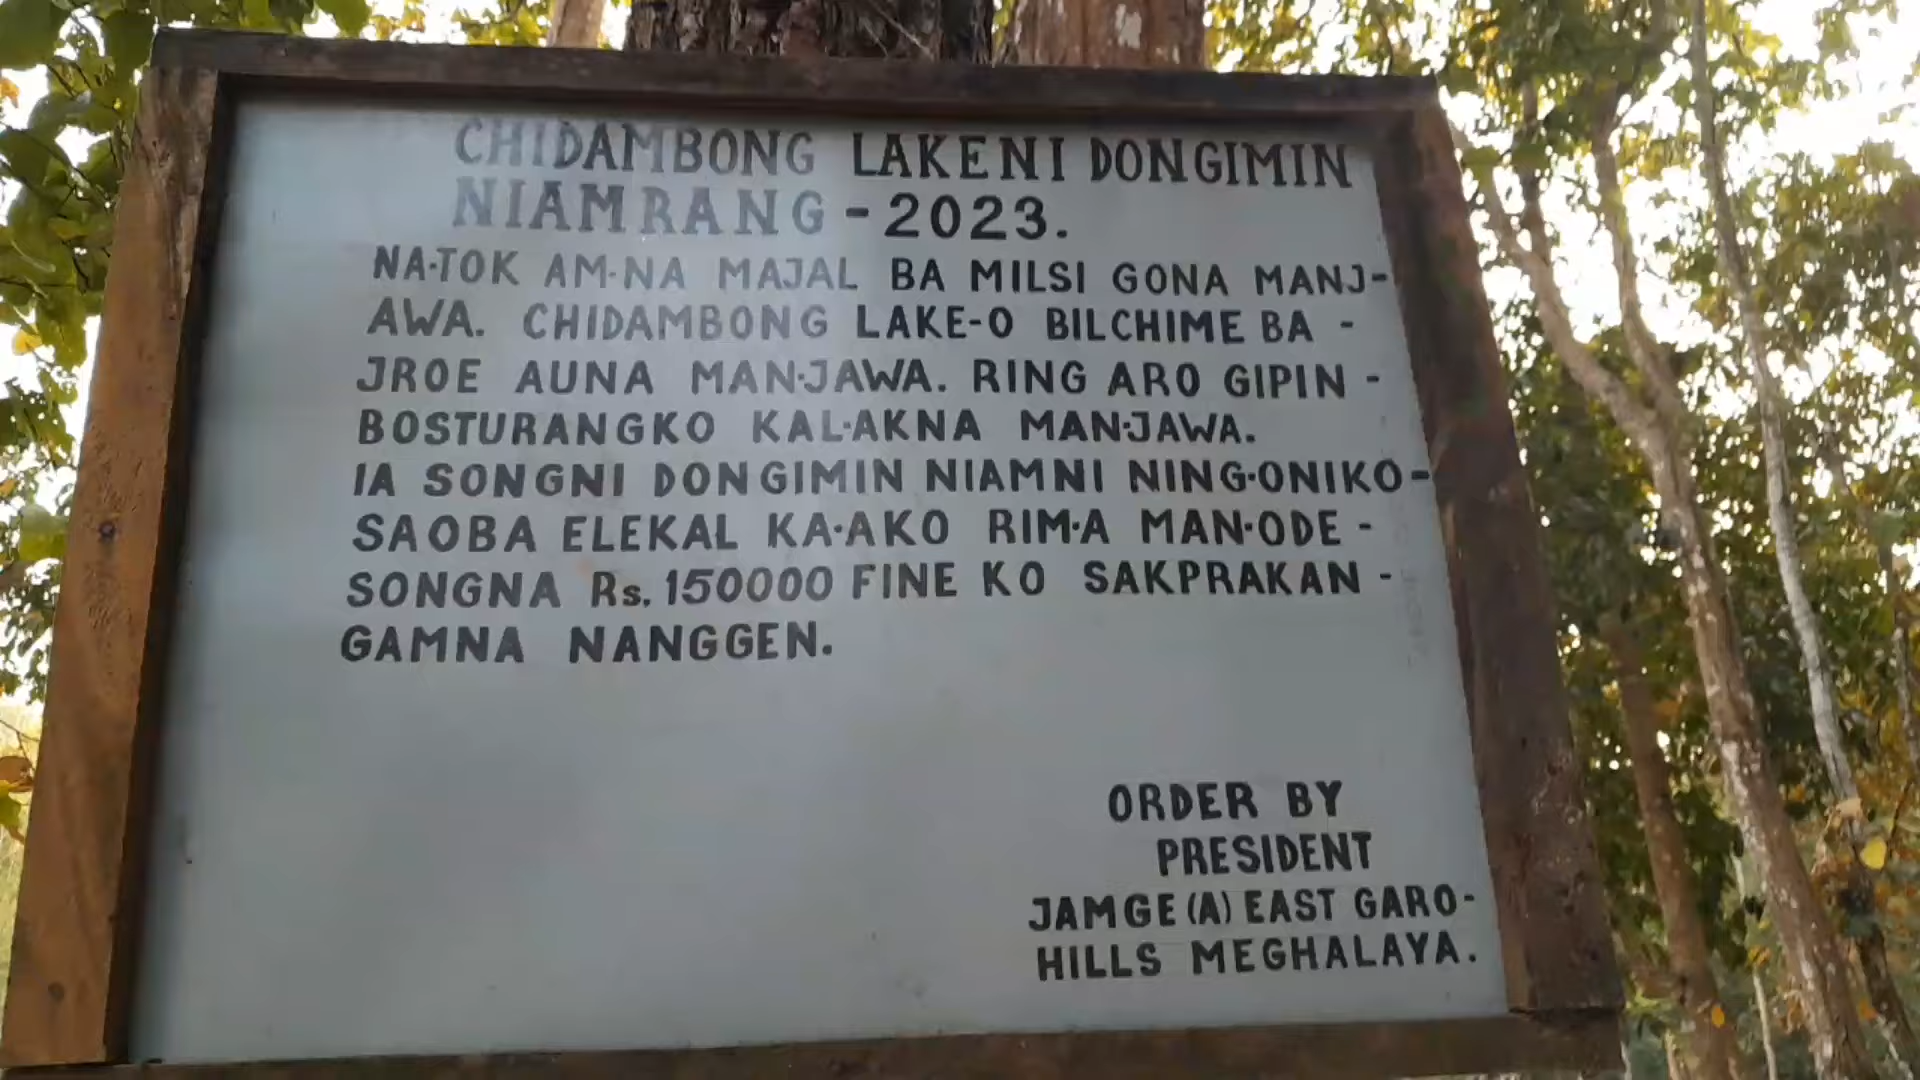 CHIDAMBONG LAKENI DONGIMIN
NIAMRANG - 2023.
NA·TOK AM·NA MAJAL BA MILSI GONA MANJ-
AWA. CHIDAMBONG LAKE-O BILCHIME BA -
JROE AUNA MAN·JAWA. RING ARO GIPIN -
BOSTURANGKO KAL·AKNA MAN·JAWA.
IA SONGNI DONGIMIN NIAMNI NING·ONIKO-
SAOBA ELEKAL KA·AKO RIM·A MAN·ODE -
SONGNA Rs. 150000 FINE KO SAKPRAKAN -
GAMNA NANGGEN.
ORDER BY
PRESIDENT
JAMGE (A) EAST GARO-
HILLS MEGHALAYA.